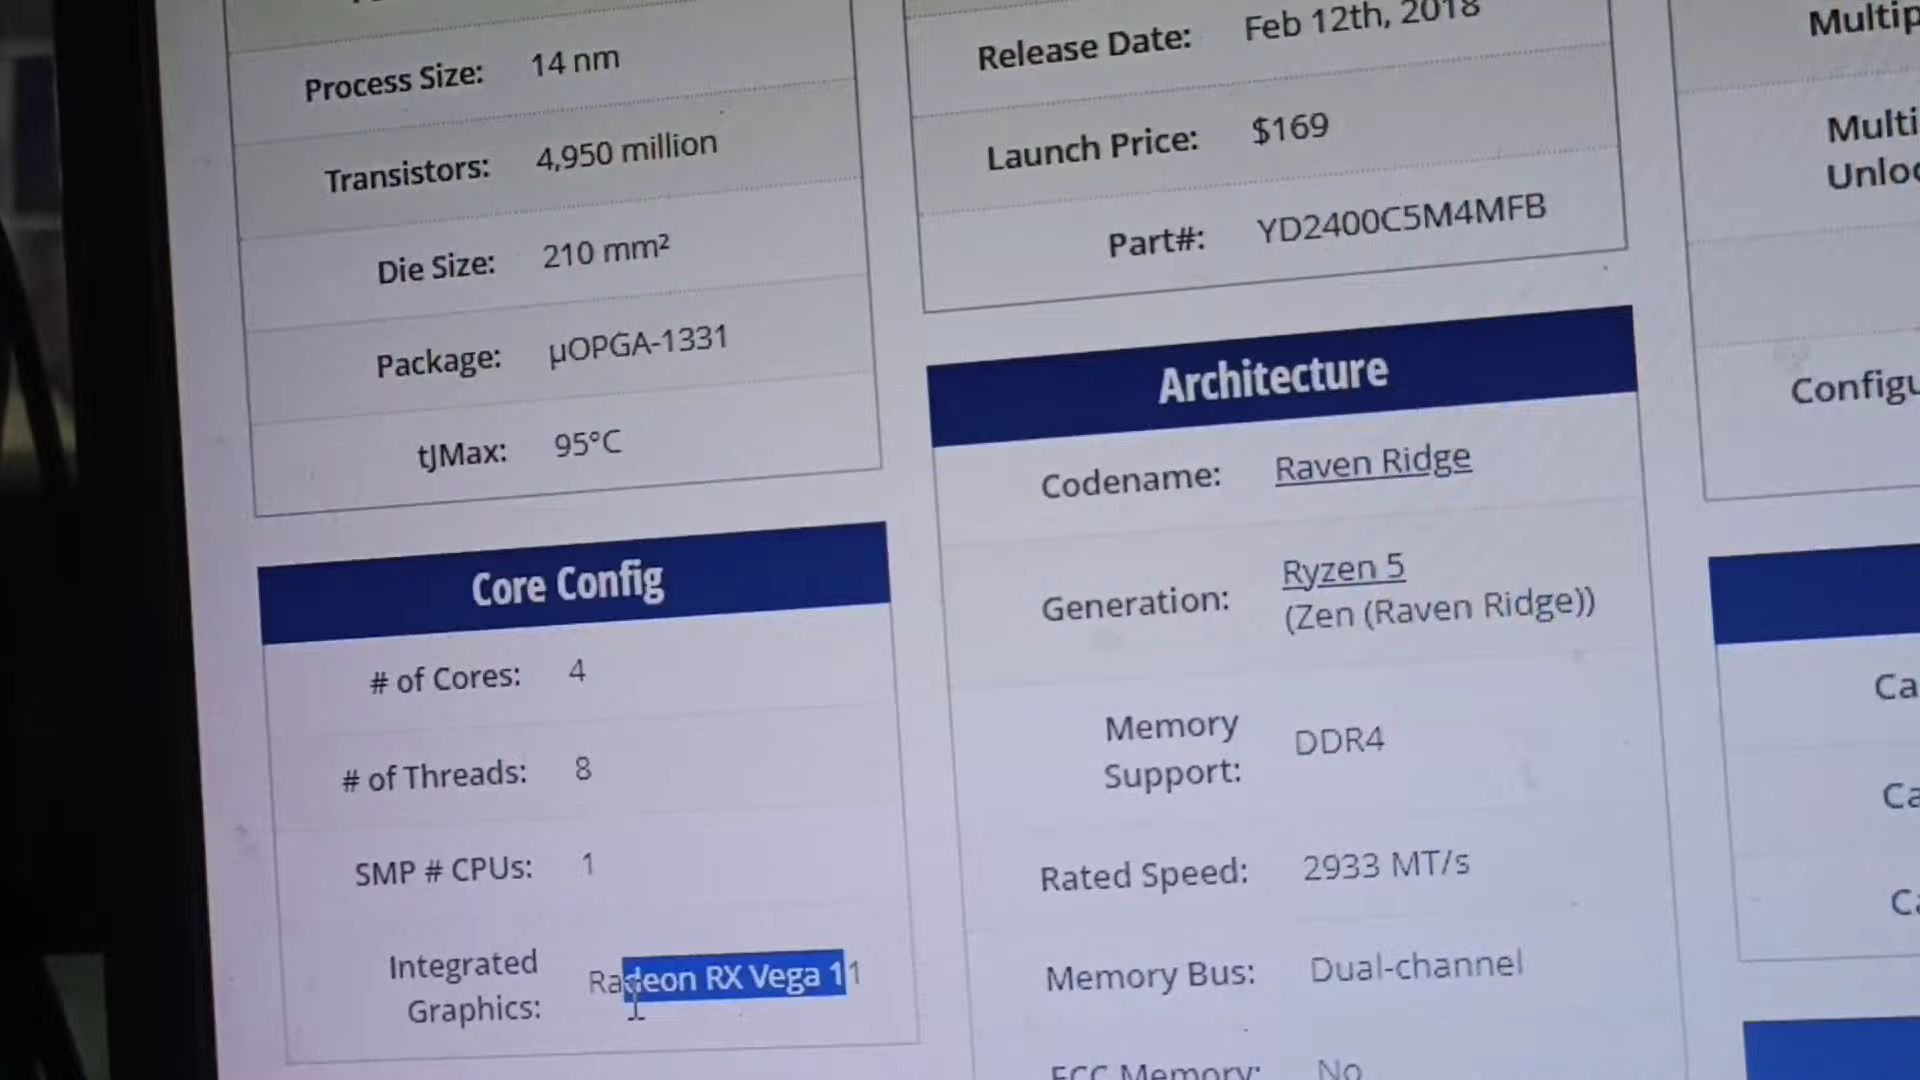 Process Size: 14 nm
Transistors: 4,950 million
Die Size: 210 mm²
Package: µOPGA-1331
tJMax: 95°C
Core Config
# of Cores: 4
# of Threads: 8
SMP # CPUs: 1
Integrated
Graphics: Radeon RX Vega 11
Release Date: Feb 12th, 2018
Launch Price: $169
Part#: YD2400C5M4MFB
Architecture
Codename: Raven Ridge
Generation: Ryzen 5
(Zen (Raven Ridge))
Memory
Support: DDR4
Rated Speed: 2933 MT/s
Memory Bus: Dual-channel
ECC Memory: No
Multip
Multi
Unloc
Configu
Ca
Ca
Ca